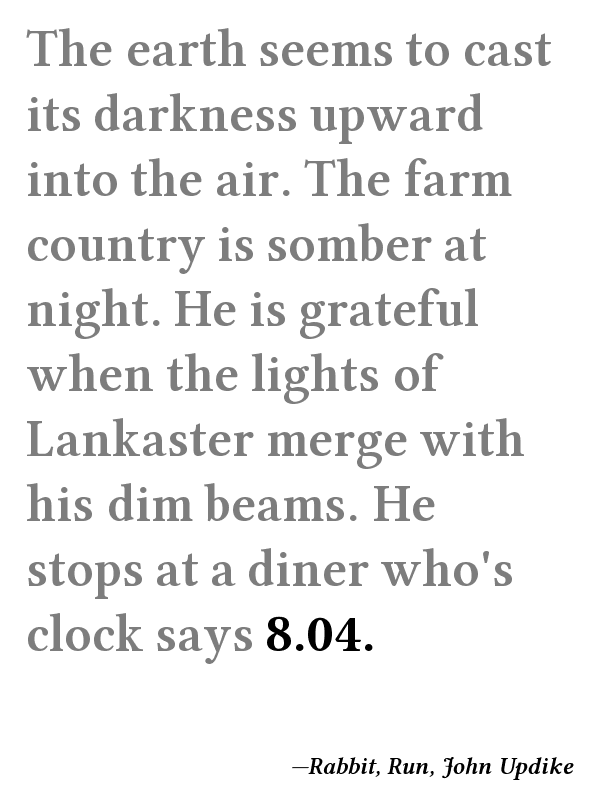 The earth seems to cast
its darkness upward
into the air. The farm
country is somber at
night. He is grateful
when the lights of
Lankaster merge with
his dim beams. He
stops at a diner who's
clock says 8.04.
—Rabbit, Run, John Updike